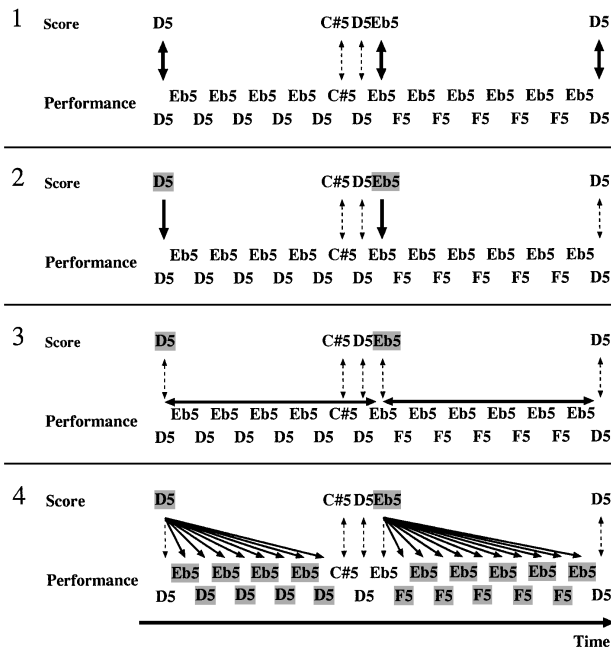 1 Score D5 C#5 D5 Eb5 D5
Eb5 Eb5 Eb5 Eb5 C#5 Eb5 Eb5 Eb5 Eb5 Eb5 Eb5
Performance
D5 D5 D5 D5 D5 D5 F5 F5 F5 F5 F5 D5
2 Score D5 C#5 D5 Eb5 D5
Eb5 Eb5 Eb5 Eb5 C#5 Eb5 Eb5 Eb5 Eb5 Eb5 Eb5
Performance
D5 D5 D5 D5 D5 D5 F5 F5 F5 F5 F5 D5
3 Score D5 C#5 D5 Eb5 D5
Eb5 Eb5 Eb5 Eb5 C#5 Eb5 Eb5 Eb5 Eb5 Eb5 Eb5
Performance
D5 D5 D5 D5 D5 D5 F5 F5 F5 F5 F5 D5
4 Score D5 C#5 D5 Eb5 D5
Eb5 Eb5 Eb5 Eb5 C#5 Eb5 Eb5 Eb5 Eb5 Eb5 Eb5
Performance
D5 D5 D5 D5 D5 D5 F5 F5 F5 F5 F5 D5
Time